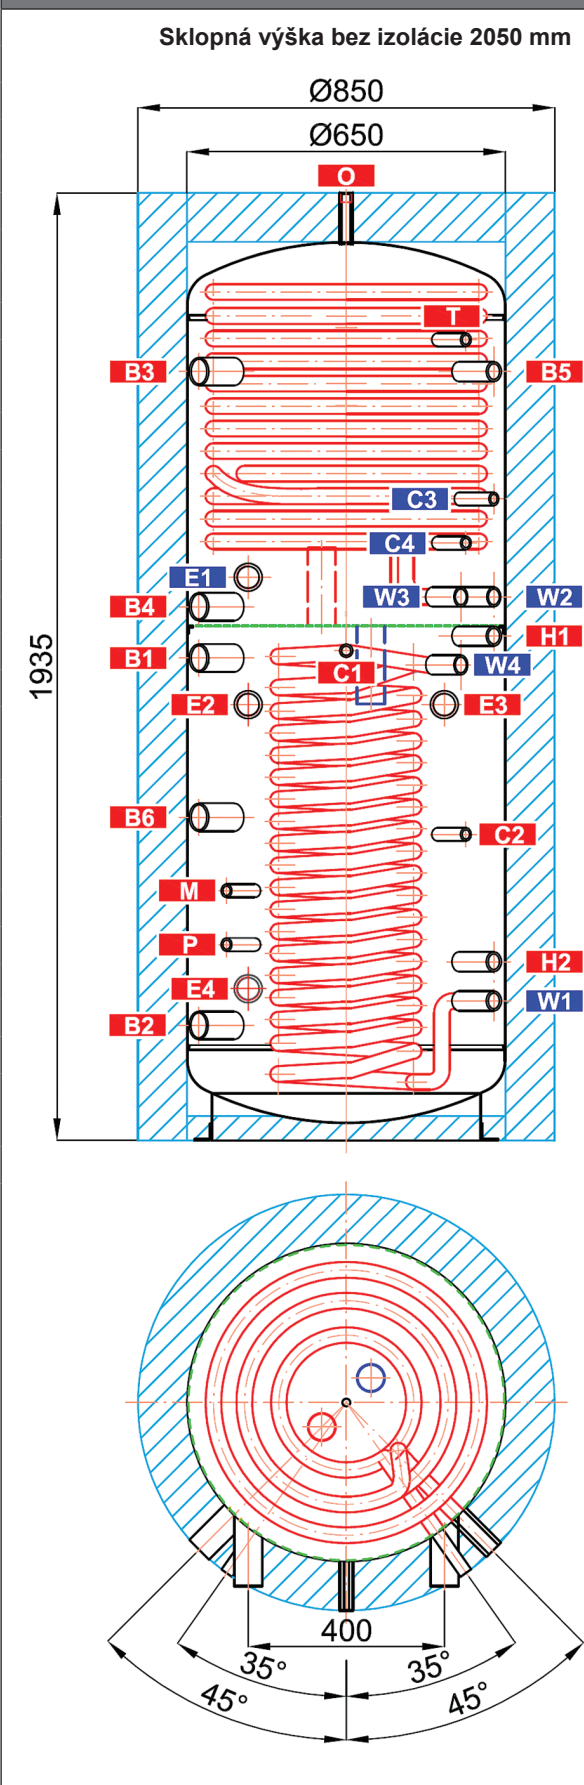 Sklopná výška bez izolácie 2050 mm
Ø850
Ø650
O
T
B3
B5
C3
C4
E1
W3
W2
B4
H1
1935
B1
C1
W4
E2
E3
B6
C2
M
P
H2
E4
W1
B2
400
35°
35°
45°
45°